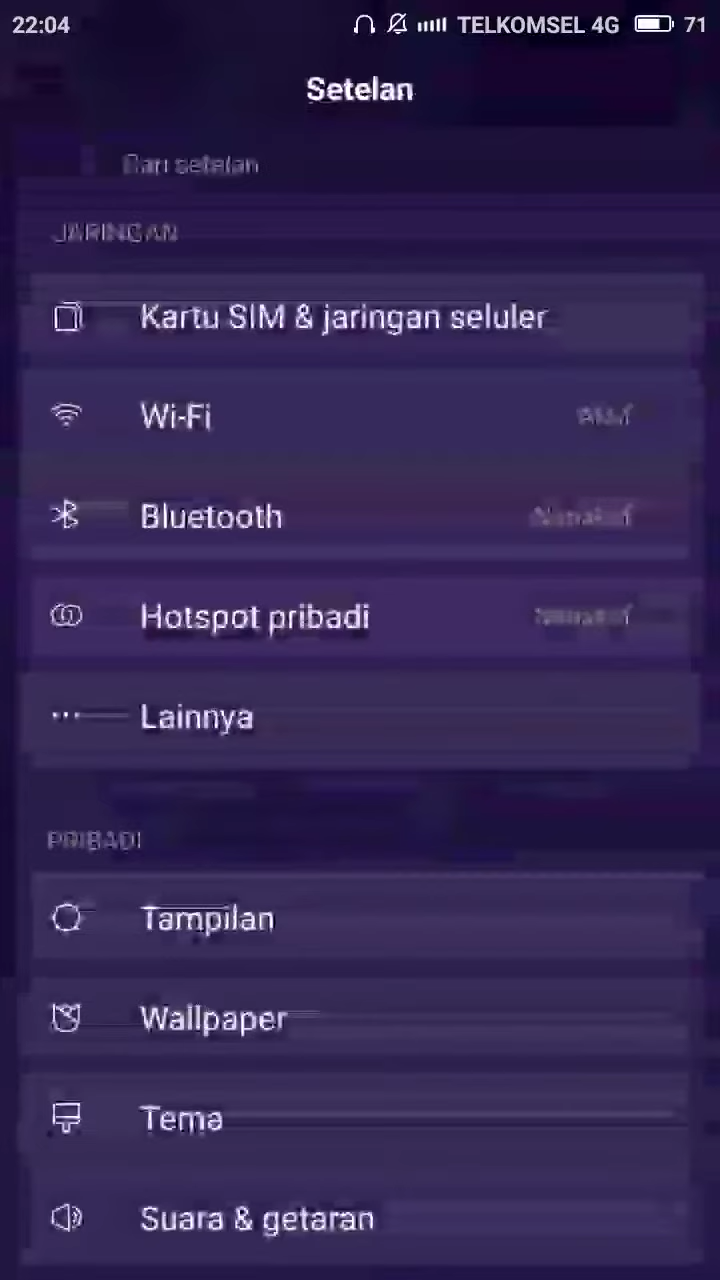 22:04 TELKOMSEL 4G 71
Setelan
Cari setelan
JARINGAN
Kartu SIM & jaringan seluler
Wi-Fi
Bluetooth
Hotspot pribadi
Lainnya
PRIBADI
Tampilan
Wallpaper
Tema
Suara & getaran